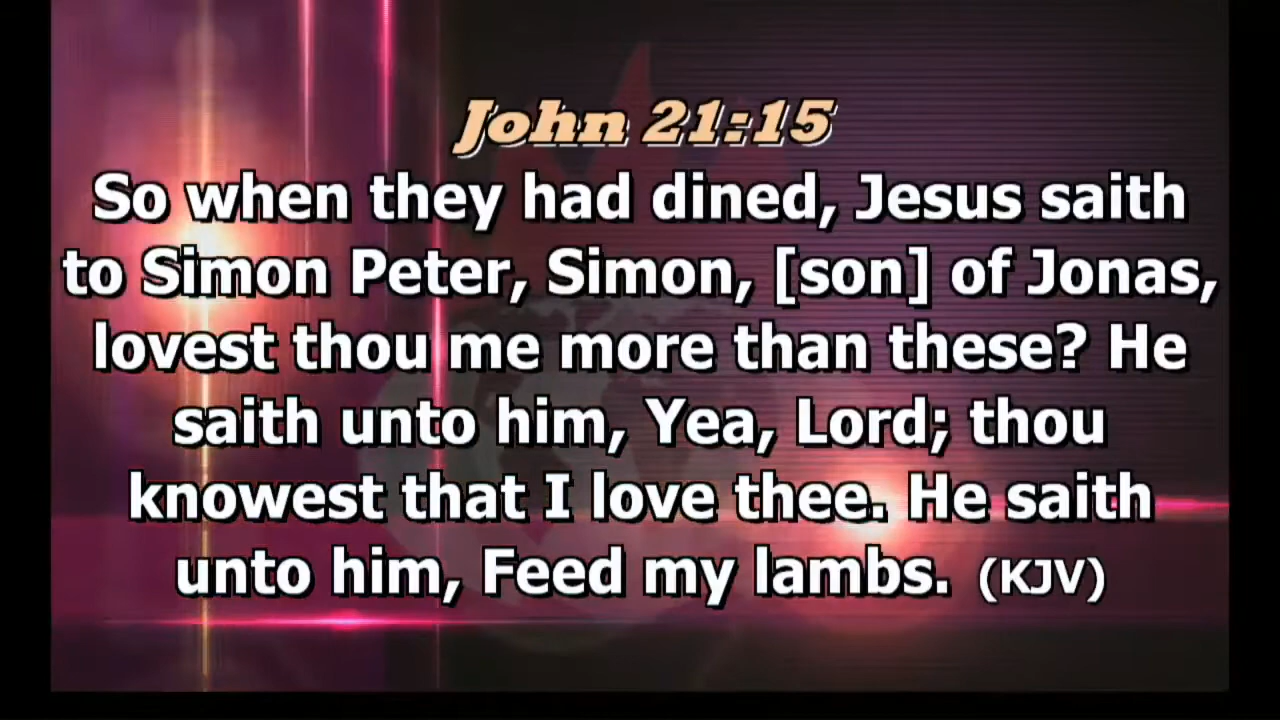 John 21:15
So when they had dined, Jesus saith
to Simon Peter, Simon, [son] of Jonas,
lovest thou me more than these? He
saith unto him, Yea, Lord; thou
knowest that I love thee. He saith
unto him, Feed my lambs. (KJV)